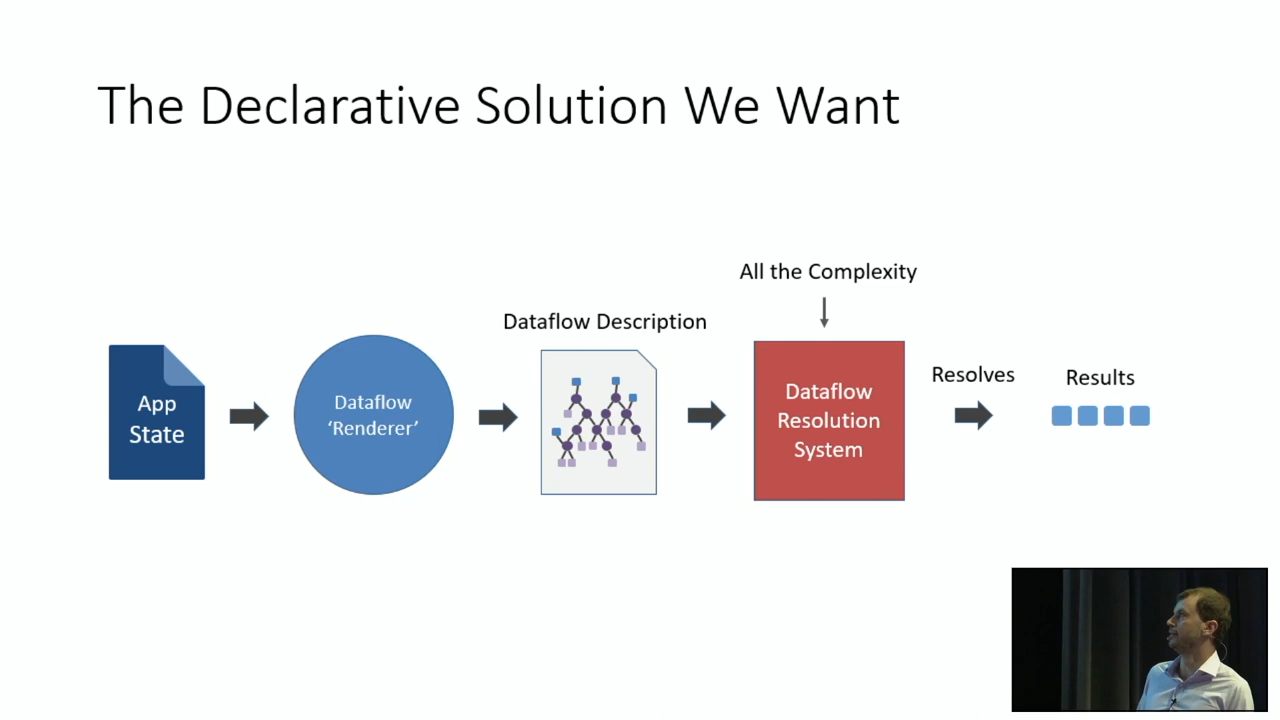 The Declarative Solution We Want
All the Complexity
Dataflow Description
App
State
Dataflow
‘Renderer’
Dataflow
Resolution
System
Resolves
Results